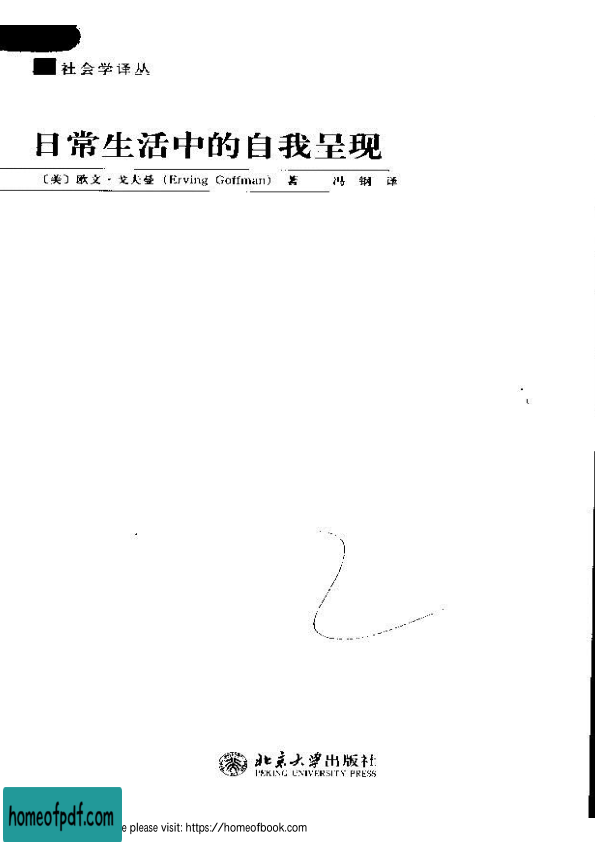 社会学译丛
日常生活中的自我呈现
〔美〕欧文·戈夫曼（Erving Goffman） 著 冯 钢 译
北京大学出版社
PEKING UNIVERSITY PRESS
homeofpdf.com
e please visit: https://homeofbook.com